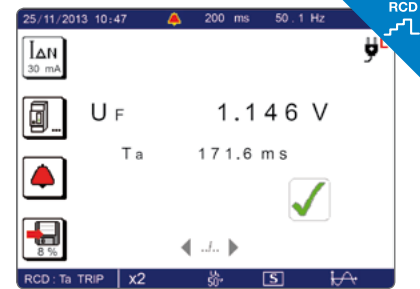 RCD
25/11/2013 10:47 200 ms 50.1 Hz
IΔN
30 mA
...
UF 1.146 V
Ta 171.6 ms
../..
8 %
RCD : Ta TRIP x2 S